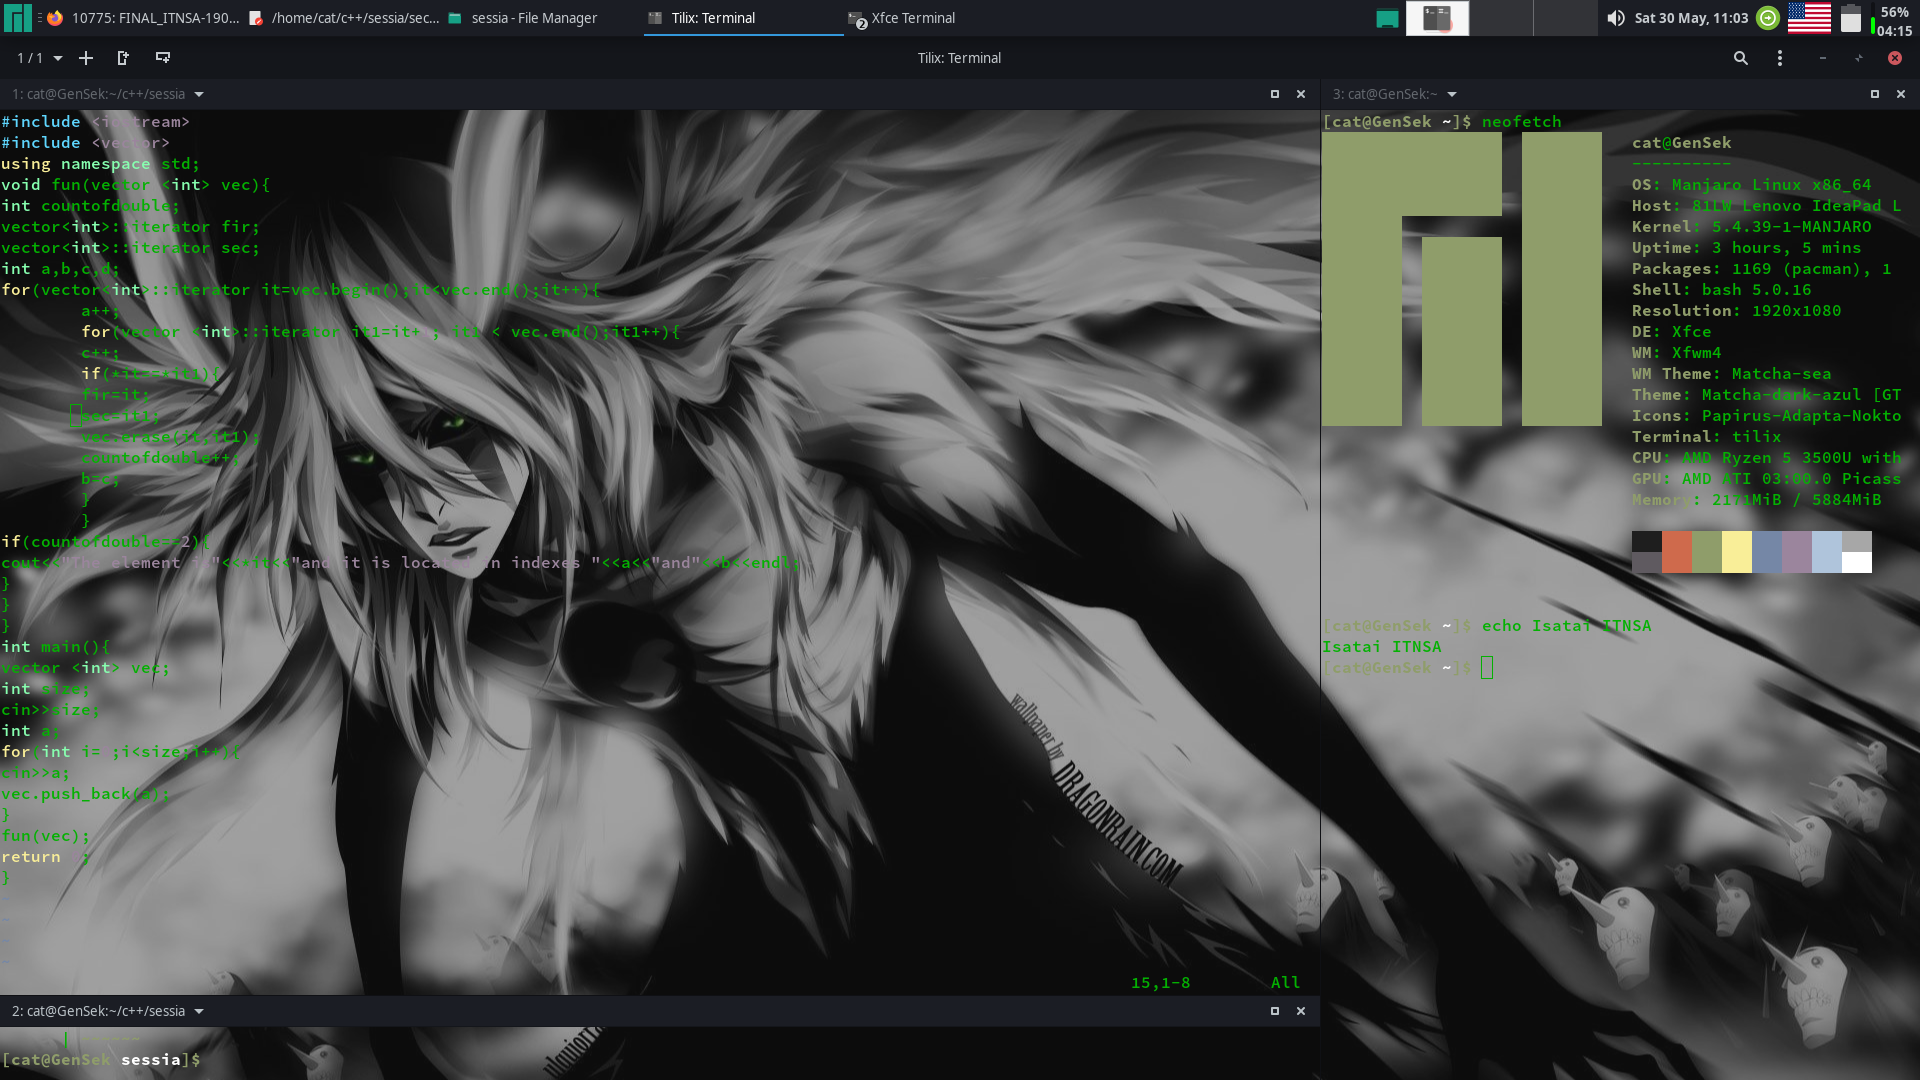 10775: FINAL_ITNSA-190...
/home/cat/c++/sessia/sec...
sessia - File Manager
Tilix: Terminal
2
Xfce Terminal
Sat 30 May, 11:03
56%
04:15
1 / 1
Tilix: Terminal
1: cat@GenSek:~/c++/sessia
#include <iostream>
#include <vector>
using namespace std;
void fun(vector <int> vec){
int countofdouble;
vector<int>::iterator fir;
vector<int>::iterator sec;
int a,b,c,d;
for(vector<int>::iterator it=vec.begin();it<vec.end();it++){
a++;
for(vector <int>::iterator it1=it+ ; it1 < vec.end();it1++){
c++;
if(*it==*it1){
fir=it;
sec=it1;
vec.erase(it,it1);
countofdouble++;
b=c;
}
}
if(countofdouble==2){
cout<<"The element is"<<*it<<"and it is located in indexes "<<a<<"and"<<b<<endl;
}
}
}
int main(){
vector <int> vec;
int size;
cin>>size;
int a;
for(int i= ;i<size;i++){
cin>>a;
vec.push_back(a);
}
fun(vec);
return ;
}
~
~
~
~
15,1-8 All
2: cat@GenSek:~/c++/sessia
[cat@GenSek sessia]$
3: cat@GenSek:~
[cat@GenSek ~]$ neofetch
cat@GenSek
----------
OS: Manjaro Linux x86_64
Host: 81LW Lenovo IdeaPad L
Kernel: 5.4.39-1-MANJARO
Uptime: 3 hours, 5 mins
Packages: 1169 (pacman), 1
Shell: bash 5.0.16
Resolution: 1920x1080
DE: Xfce
WM: Xfwm4
WM Theme: Matcha-sea
Theme: Matcha-dark-azul [GT
Icons: Papirus-Adapta-Nokto
Terminal: tilix
CPU: AMD Ryzen 5 3500U with
GPU: AMD ATI 03:00.0 Picass
Memory: 2171MiB / 5884MiB
[cat@GenSek ~]$ echo Isatai ITNSA
Isatai ITNSA
[cat@GenSek ~]$
wallpaper by DRAGONRAIN.COM